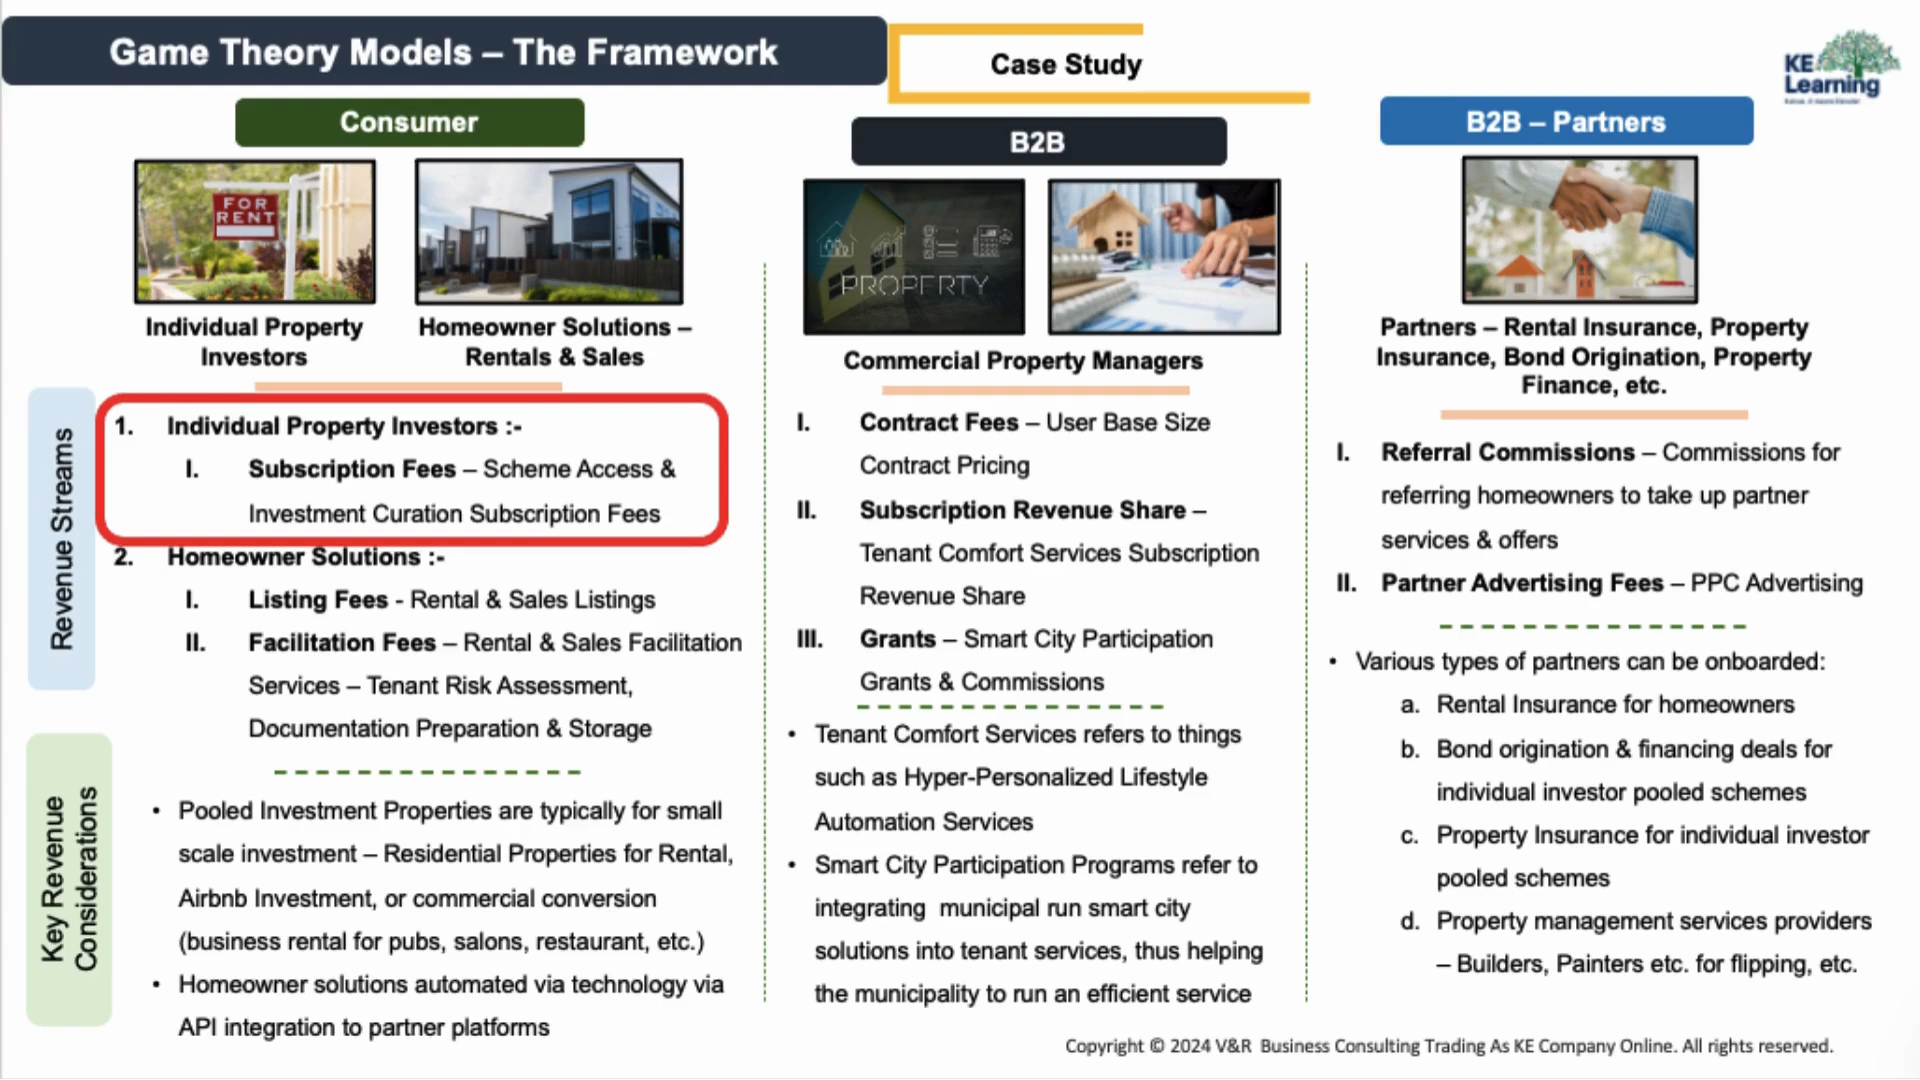 Game Theory Models – The Framework
Case Study
KE
Learning
Consumer
B2B
B2B – Partners
FOR
RENT
PROPERTY
Individual Property
Investors
Homeowner Solutions –
Rentals & Sales
Commercial Property Managers
Partners – Rental Insurance, Property
Insurance, Bond Origination, Property
Finance, etc.
Revenue Streams
1. Individual Property Investors :-
I. Subscription Fees – Scheme Access &
Investment Curation Subscription Fees
2. Homeowner Solutions :-
I. Listing Fees - Rental & Sales Listings
II. Facilitation Fees – Rental & Sales Facilitation
Services – Tenant Risk Assessment,
Documentation Preparation & Storage
Key Revenue
Considerations
• Pooled Investment Properties are typically for small
scale investment – Residential Properties for Rental,
Airbnb Investment, or commercial conversion
(business rental for pubs, salons, restaurant, etc.)
• Homeowner solutions automated via technology via
API integration to partner platforms
I. Contract Fees – User Base Size
Contract Pricing
II. Subscription Revenue Share –
Tenant Comfort Services Subscription
Revenue Share
III. Grants – Smart City Participation
Grants & Commissions
• Tenant Comfort Services refers to things
such as Hyper-Personalized Lifestyle
Automation Services
• Smart City Participation Programs refer to
integrating municipal run smart city
solutions into tenant services, thus helping
the municipality to run an efficient service
I. Referral Commissions – Commissions for
referring homeowners to take up partner
services & offers
II. Partner Advertising Fees – PPC Advertising
• Various types of partners can be onboarded:
a. Rental Insurance for homeowners
b. Bond origination & financing deals for
individual investor pooled schemes
c. Property Insurance for individual investor
pooled schemes
d. Property management services providers
– Builders, Painters etc. for flipping, etc.
Copyright © 2024 V&R Business Consulting Trading As KE Company Online. All rights reserved.